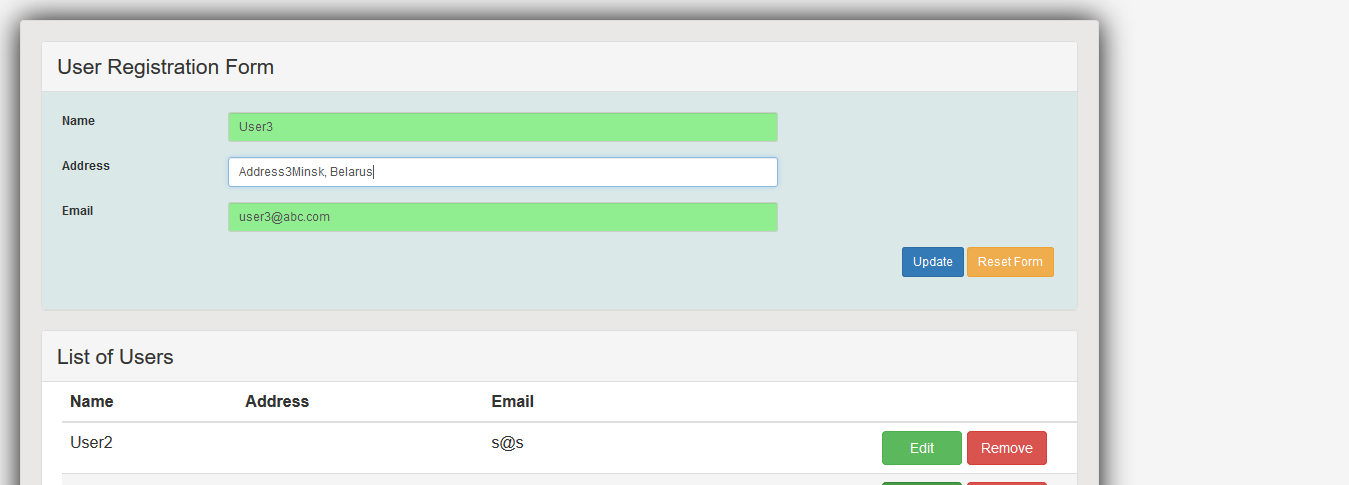 User Registration Form
Name
User3
Address
Address3Minsk, Belarus
Email
user3@abc.com
Update Reset Form
List of Users
Name Address Email
User2 s@s Edit Remove